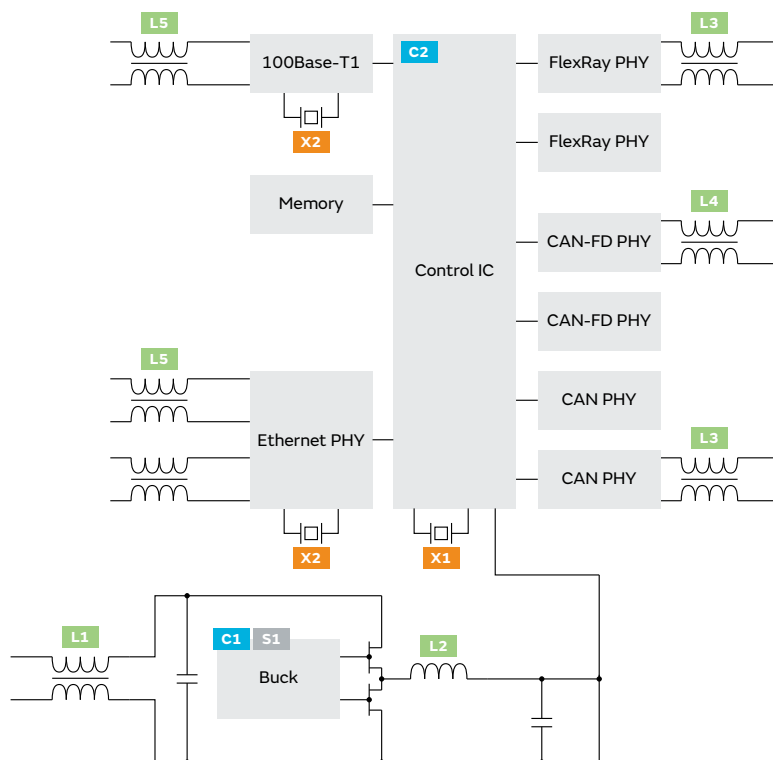 L5
L3
C2
100Base-T1
FlexRay PHY
X2
FlexRay PHY
Memory
L4
CAN-FD PHY
Control IC
CAN-FD PHY
L5
CAN PHY
Ethernet PHY
L3
CAN PHY
X2
X1
L1
C1 S1
L2
Buck